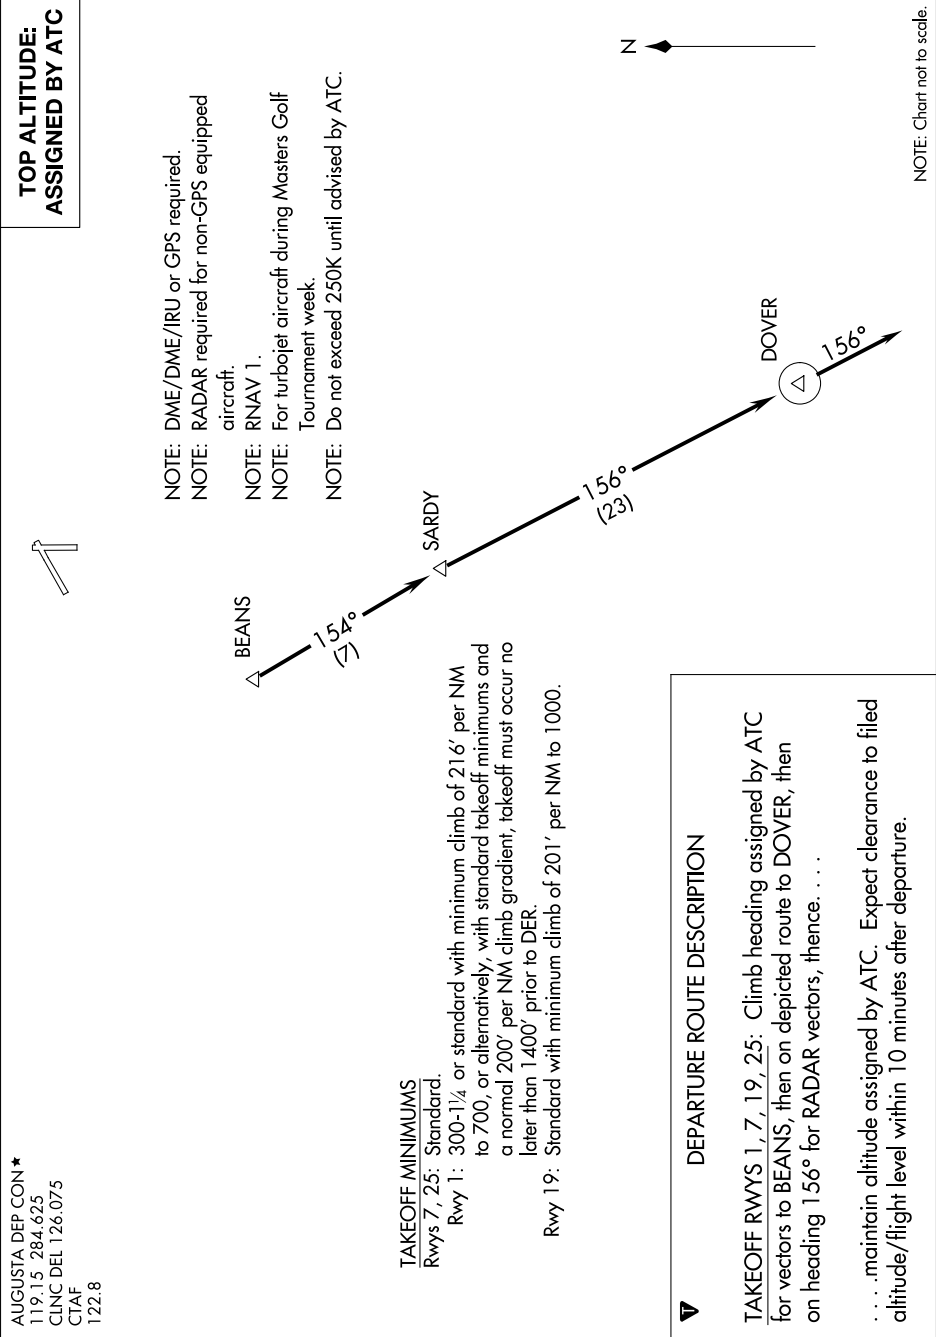 AUGUSTA DEP CON★
119.15 284.625
CLNC DEL 126.075
CTAF
122.8
TOP ALTITUDE:
ASSIGNED BY ATC
NOTE: DME/DME/IRU or GPS required.
NOTE: RADAR required for non-GPS equipped
aircraft.
NOTE: RNAV 1.
NOTE: For turbojet aircraft during Masters Golf
Tournament week.
NOTE: Do not exceed 250K until advised by ATC.
BEANS
154°
(7)
SARDY
156°
(23)
DOVER
156°
N
TAKEOFF MINIMUMS
Rwys 7, 25: Standard.
Rwy 1: 300-1¼ or standard with minimum climb of 216' per NM
to 700, or alternatively, with standard takeoff minimums and
a normal 200' per NM climb gradient, takeoff must occur no
later than 1400' prior to DER.
Rwy 19: Standard with minimum climb of 201' per NM to 1000.
T
DEPARTURE ROUTE DESCRIPTION
TAKEOFF RWYS 1, 7, 19, 25: Climb heading assigned by ATC
for vectors to BEANS, then on depicted route to DOVER, then
on heading 156° for RADAR vectors, thence. . . .
. . . .maintain altitude assigned by ATC. Expect clearance to filed
altitude/flight level within 10 minutes after departure.
NOTE: Chart not to scale.